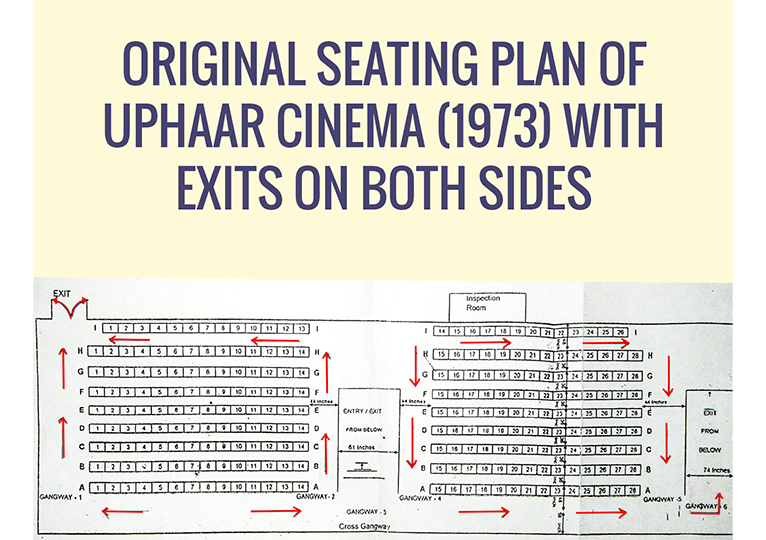 ORIGINAL SEATING PLAN OF
UPHAAR CINEMA (1973) WITH
EXITS ON BOTH SIDES
EXIT
Inspection
Room
I 1 2 3 4 5 6 7 8 9 10 11 12 13 I
I 14 15 16 17 18 19 20 21 22 23 24 25 26 I
H 1 2 3 4 5 6 7 8 9 10 11 12 13 14 H
H 15 16 17 18 19 20 21 22 23 24 25 26 27 28 H
G 1 2 3 4 5 6 7 8 9 10 11 12 13 14 G
G 15 16 17 18 19 20 21 22 23 24 25 26 27 28 G
F 1 2 3 4 5 6 7 8 9 10 11 12 13 14 F
F 15 16 17 18 19 20 21 22 23 24 25 26 27 28 F
44 Inches
44 Inches
44 Inches
E 1 2 3 4 5 6 7 8 9 10 11 12 13 14 E
E 15 16 17 18 19 20 21 22 23 24 25 26 27 28 E
D 1 2 3 4 5 6 7 8 9 10 11 12 13 14 D
D 15 16 17 18 19 20 21 22 23 24 25 26 27 28 D
C 1 2 3 4 5 6 7 8 9 10 11 12 13 14 C
C 15 16 17 18 19 20 21 22 23 24 25 26 27 28 C
B 1 2 3 4 5 6 7 8 9 10 11 12 13 14 B
B 15 16 17 18 19 20 21 22 23 24 25 26 27 28 B
A 1 2 3 4 5 6 7 8 9 10 11 12 13 14 A
A 15 16 17 18 19 20 21 22 23 24 25 26 27 28 A
ENTRY / EXIT
FROM BELOW
61 Inches
EXIT
FROM
BELOW
74 Inches
GANGWAY - 1
GANGWAY - 2
GANGWAY - 3
GANGWAY - 4
GANGWAY - 5
GANGWAY - 6
Cross Gangway